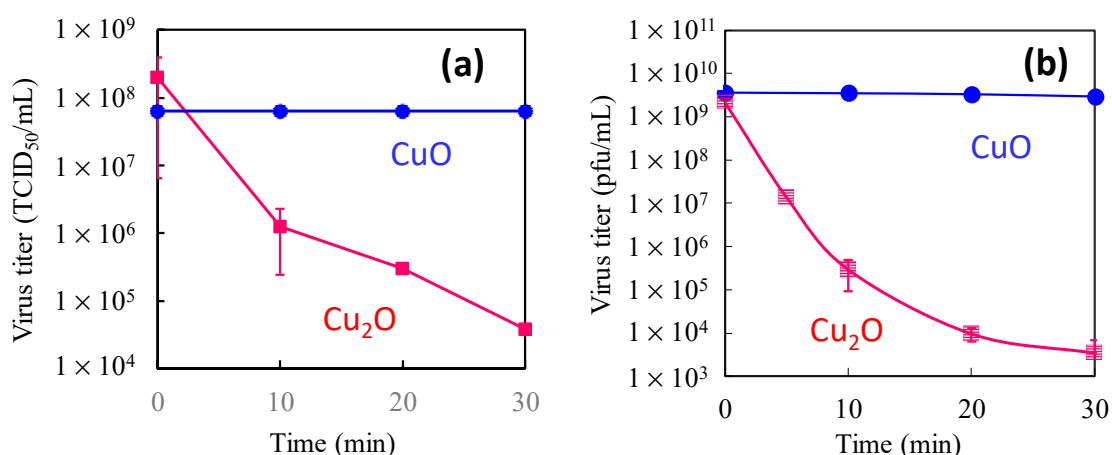 (a)
Virus titer (TCID₅₀/mL)
1 × 10⁹
1 × 10⁸
1 × 10⁷
1 × 10⁶
1 × 10⁵
1 × 10⁴
CuO
Cu₂O
0 10 20 30
Time (min)
(b)
Virus titer (pfu/mL)
1 × 10¹¹
1 × 10¹⁰
1 × 10⁹
1 × 10⁸
1 × 10⁷
1 × 10⁶
1 × 10⁵
1 × 10⁴
1 × 10³
CuO
Cu₂O
0 10 20 30
Time (min)